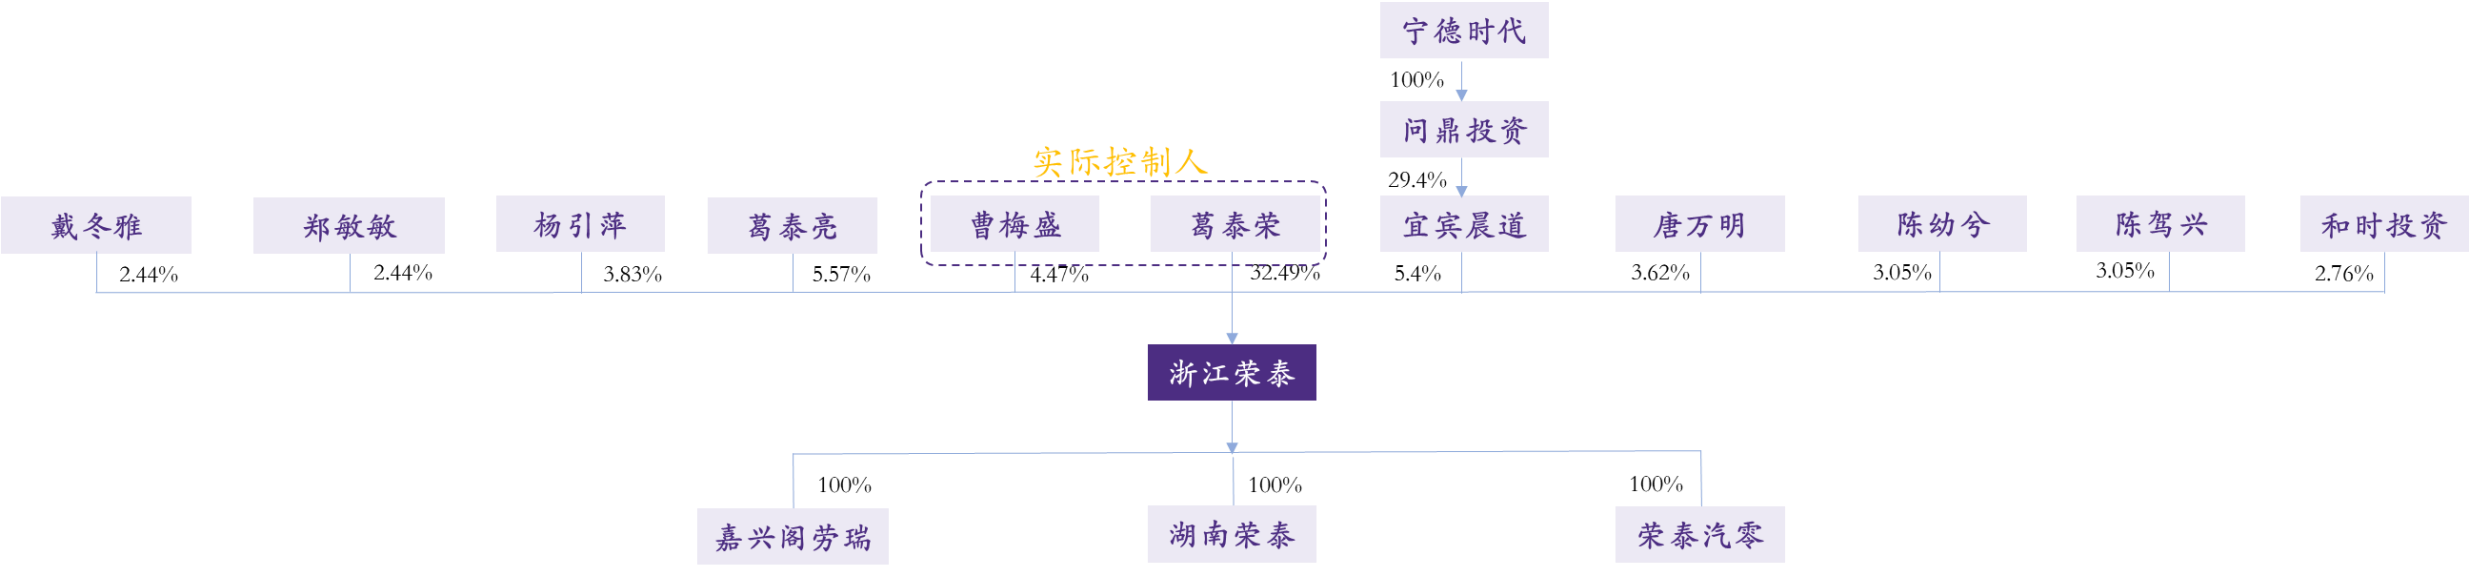 宁德时代
100%
问鼎投资
29.4%
实际控制人
戴冬雅
郑敏敏
杨引萍
葛泰亮
曹梅盛
葛泰荣
宜宾晨道
唐万明
陈幼兮
陈驾兴
和时投资
2.44%
2.44%
3.83%
5.57%
4.47%
32.49%
5.4%
3.62%
3.05%
3.05%
2.76%
浙江荣泰
100%
100%
100%
嘉兴阁劳瑞
湖南荣泰
荣泰汽零